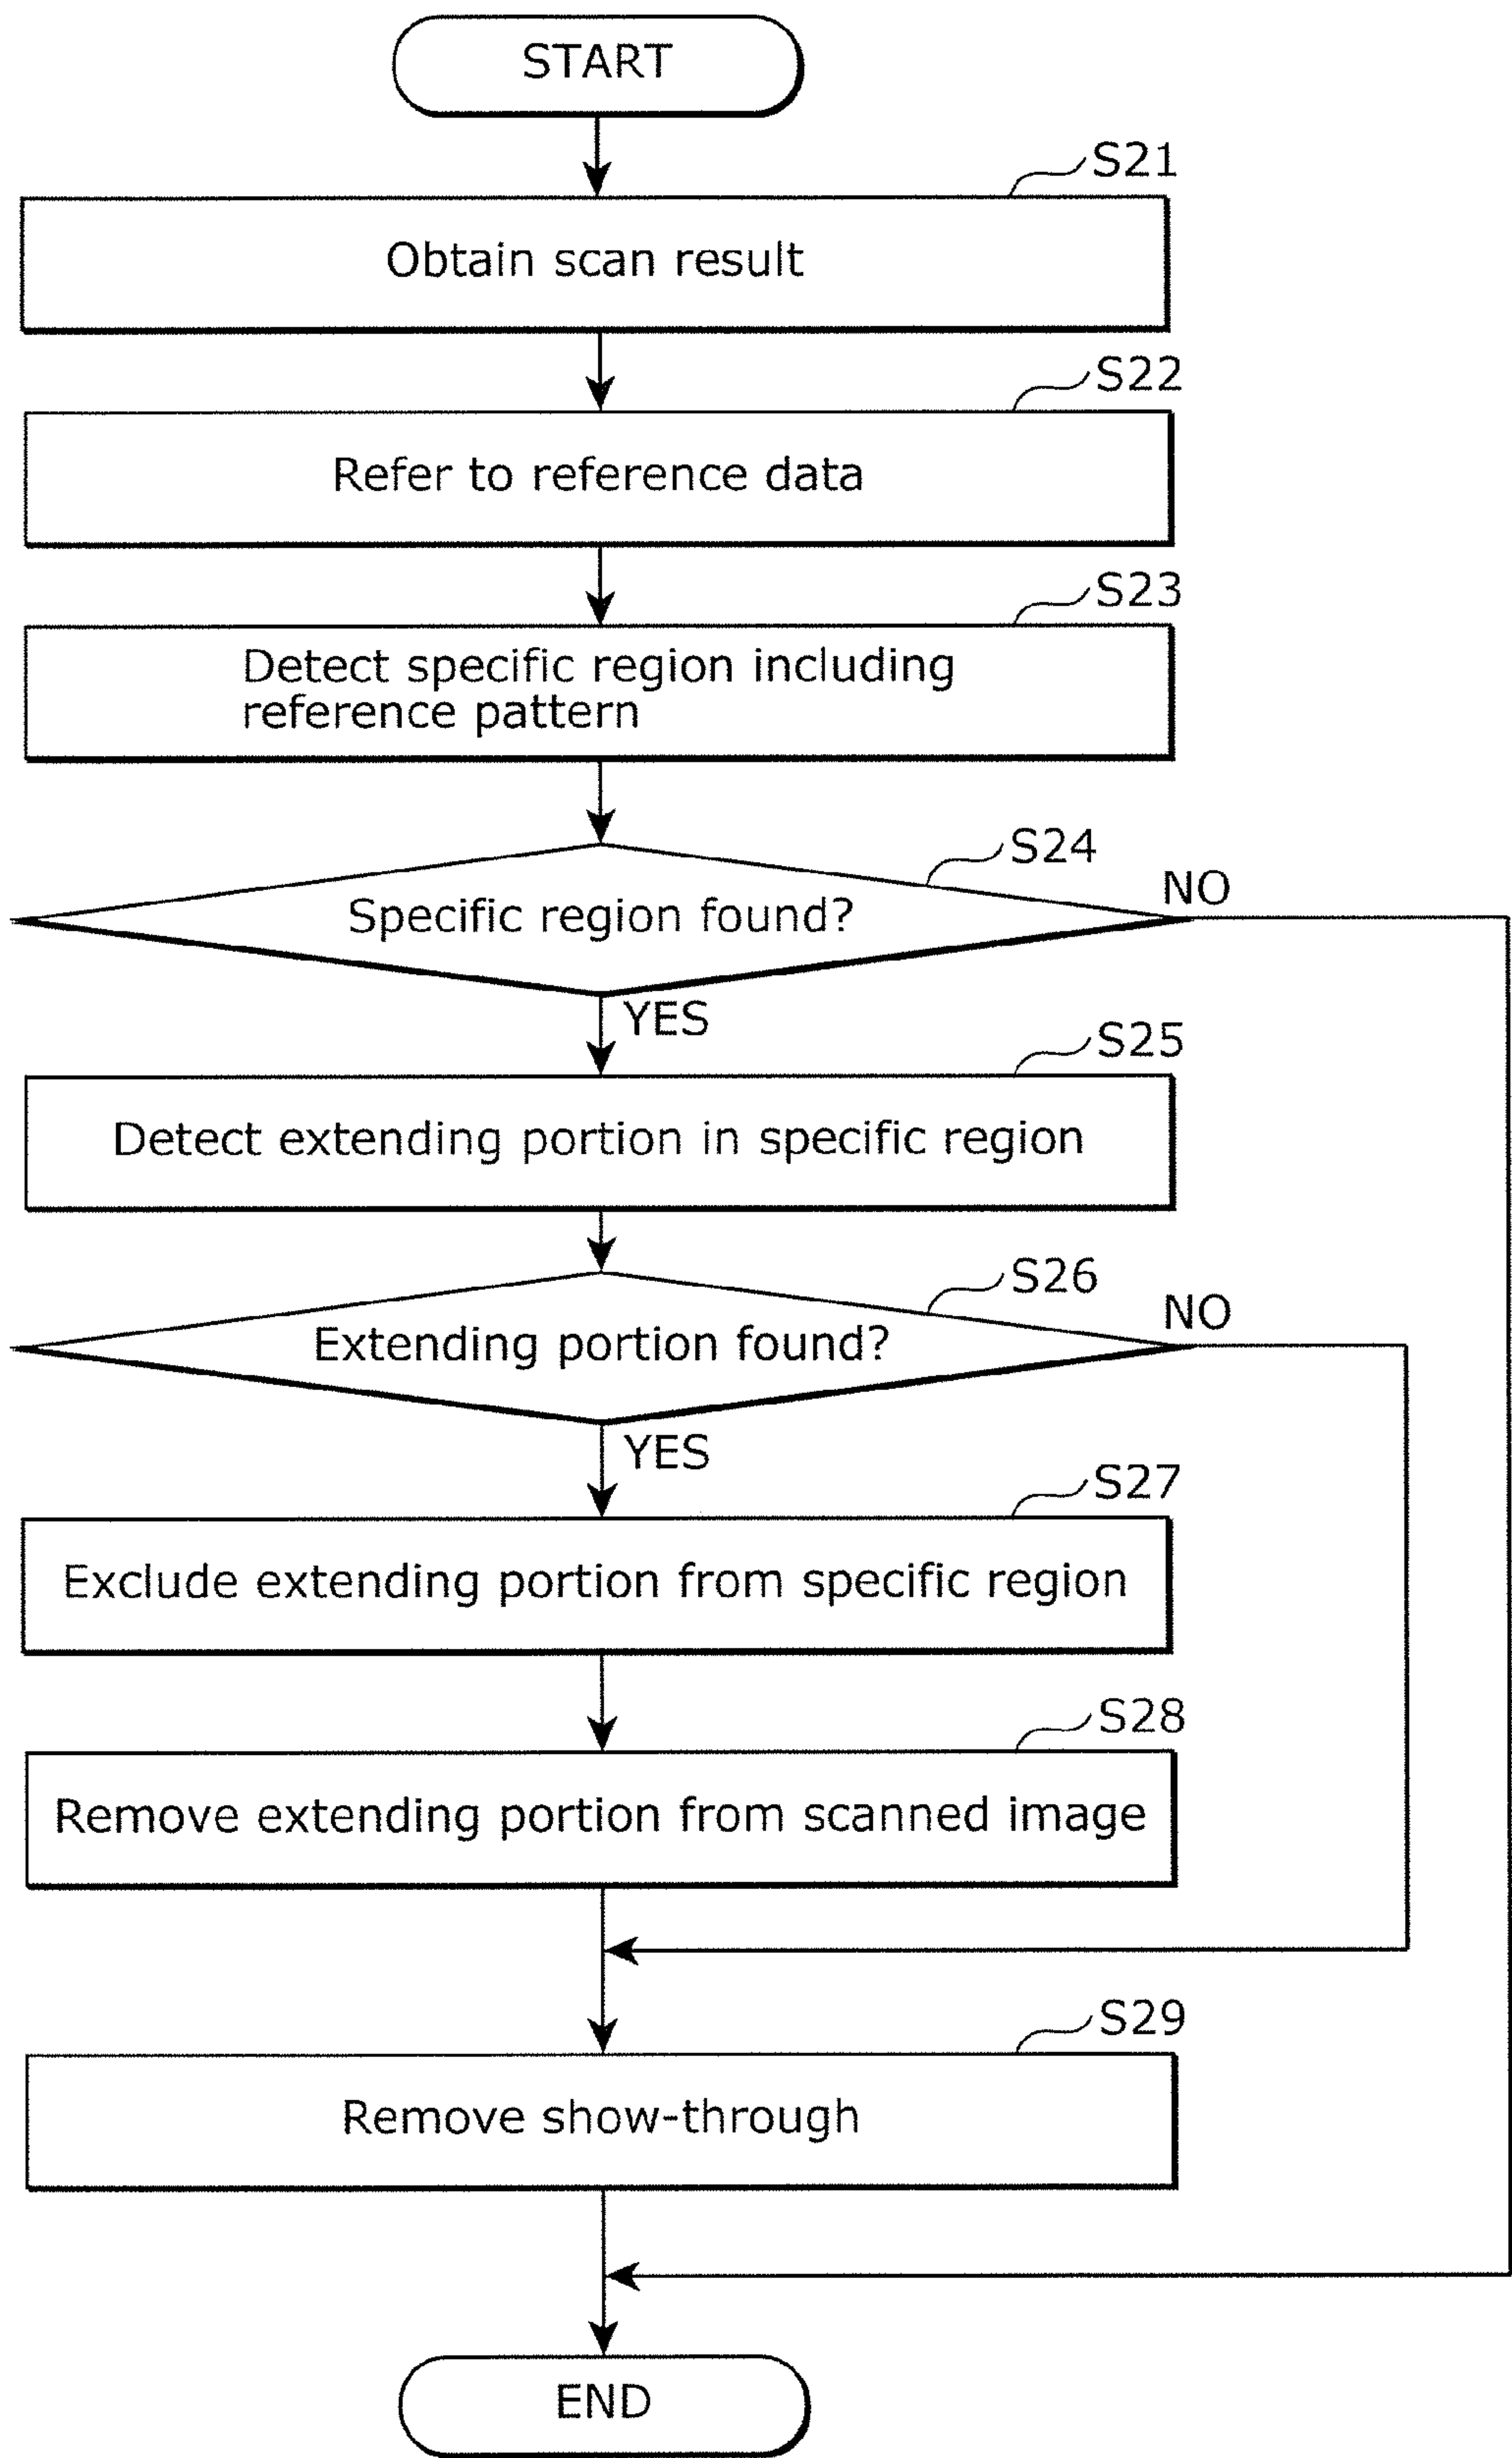 START
S21
Obtain scan result
S22
Refer to reference data
S23
Detect specific region including
reference pattern
S24
Specific region found?
NO
YES
S25
Detect extending portion in specific region
S26
Extending portion found?
NO
YES
S27
Exclude extending portion from specific region
S28
Remove extending portion from scanned image
S29
Remove show-through
END